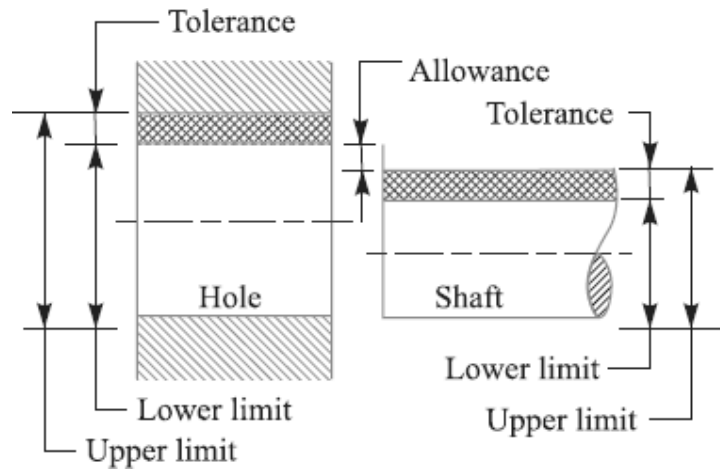 Tolerance
Allowance
Tolerance
Hole
Shaft
Lower limit
Lower limit
Upper limit
Upper limit